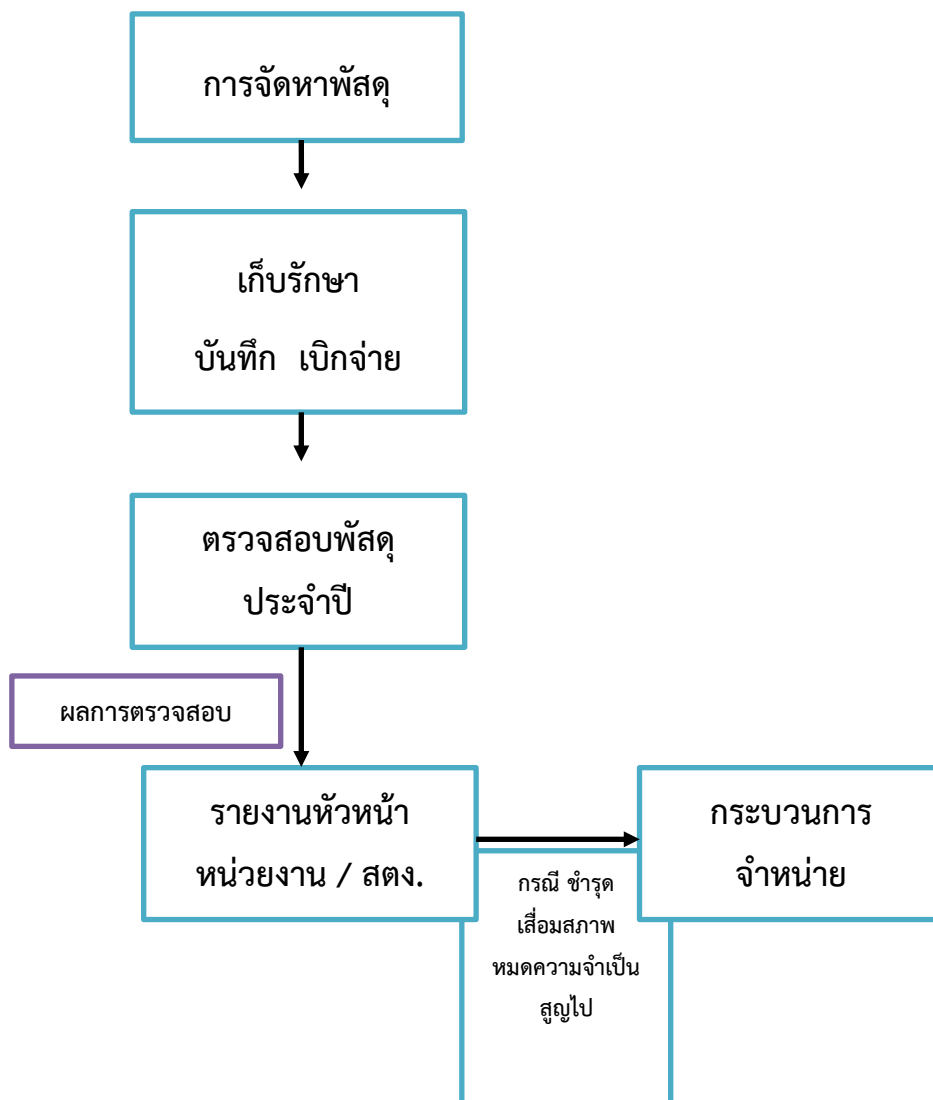 การจัดหาพัสดุ
เก็บรักษา
บันทึก เบิกจ่าย
ตรวจสอบพัสดุ
ประจำปี
ผลการตรวจสอบ
รายงานหัวหน้า
หน่วยงาน / สตง.
กระบวนการ
จำหน่าย
กรณี ชำรุด
เสื่อมสภาพ
หมดความจำเป็น
สูญไป